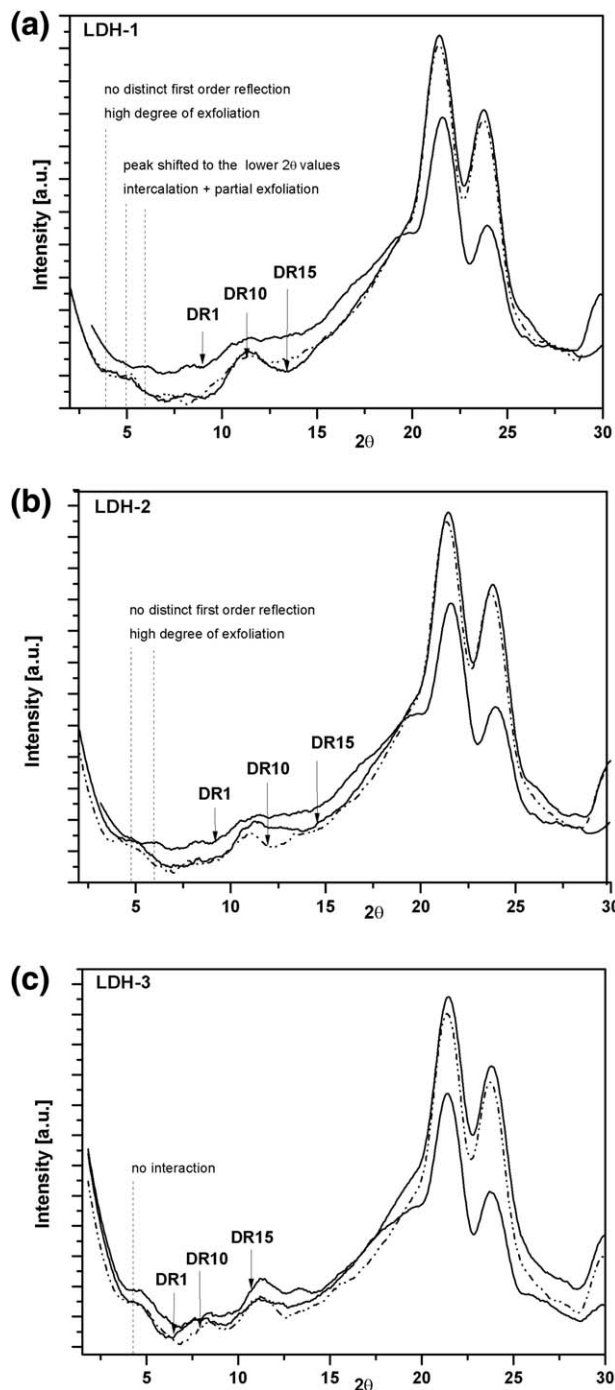 (a)
LDH-1
no distinct first order reflection
high degree of exfoliation
peak shifted to the lower 2θ values
intercalation + partial exfoliation
DR1
DR10
DR15
Intensity [a.u.]
5 10 15 20 25 30
2θ
(b)
LDH-2
no distinct first order reflection
high degree of exfoliation
DR1
DR10
DR15
Intensity [a.u.]
5 10 15 20 25 30
2θ
(c)
LDH-3
no interaction
DR1
DR10
DR15
Intensity [a.u.]
5 10 15 20 25 30
2θ